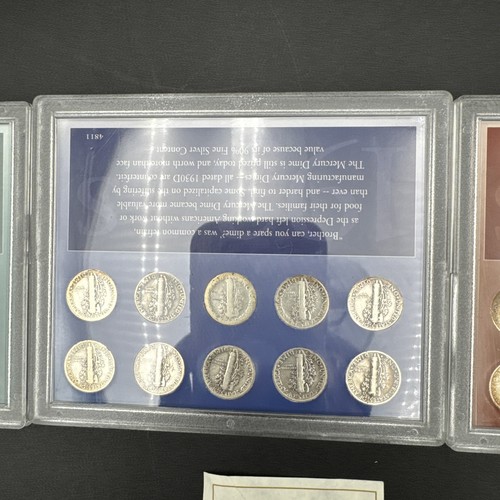 "Brother, can you spare a dime?" was a common refrain,
as the Depression left hard-working Americans without work or
food for their families. The Mercury Dime became more valuable
than ever – and harder to find. Some capitalized on the suffering by
manufacturing Mercury Dimes – all dated 1930D are counterfeit.
The Mercury Dime is still prized today, and worth more than face
value because of its 90% Fine Silver Content
4811